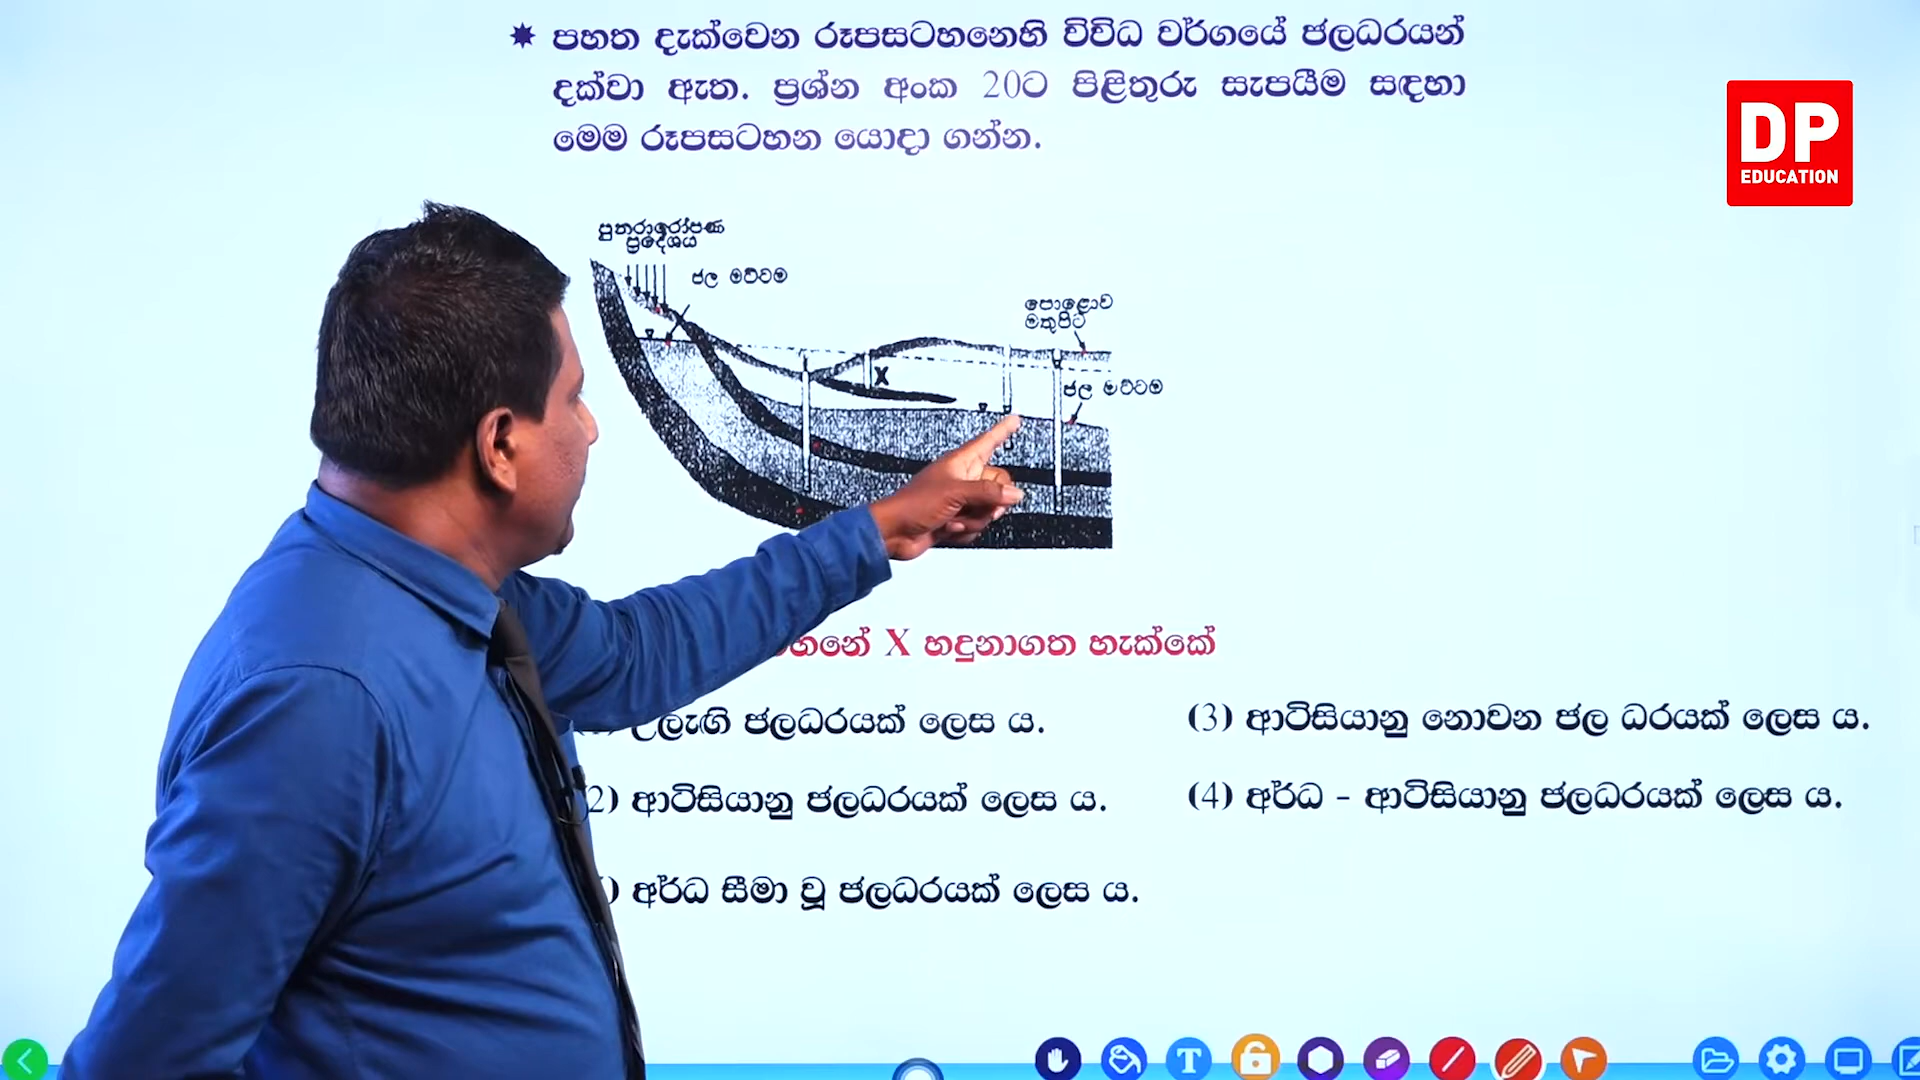 ✷ පහත දැක්වෙන රූපසටහනෙහි විවිධ වර්ගයේ ජලධරයන්
දක්වා ඇත. ප්‍රශ්න අංක 20ට පිළිතුරු සැපයීම සඳහා
මෙම රූපසටහන යොදා ගන්න.
DP
EDUCATION
පුනරාරෝපණ
ප්‍රදේශය
ජල මට්ටම
පොළොව
මතුපිට
X
ජල මට්ටම
X හඳුනාගත හැක්කේ
උලැඟි ජලධරයක් ලෙස ය.
(3) ආටිසියානු නොවන ජල ධරයක් ලෙස ය.
2) ආටිසියානු ජලධරයක් ලෙස ය.
(4) අර්ධ - ආටිසියානු ජලධරයක් ලෙස ය.
) අර්ධ සීමා වූ ජලධරයක් ලෙස ය.